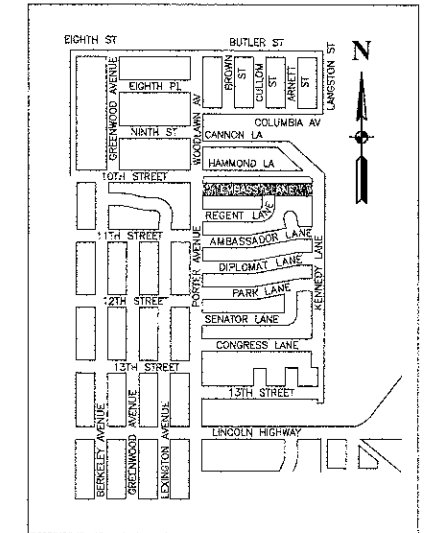 EIGHTH ST
BUTLER ST
N
GREENWOOD AVENUE
BROWN ST
CULLOM ST
ARNETT ST
LANGSTON ST
EIGHTH PL
WOODLAWN AV
COLUMBIA AV
NINTH ST
CANNON LA
HAMMOND LA
10TH STREET
EMBASSY LANE
REGENT LANE
11TH STREET
AMBASSADOR LANE
PORTER AVENUE
DIPLOMAT LANE
KENNEDY LANE
12TH STREET
PARK LANE
SENATOR LANE
CONGRESS LANE
13TH STREET
13TH STREET
LINCOLN HIGHWAY
BERKELEY AVENUE
GREENWOOD AVENUE
LEXINGTON AVENUE